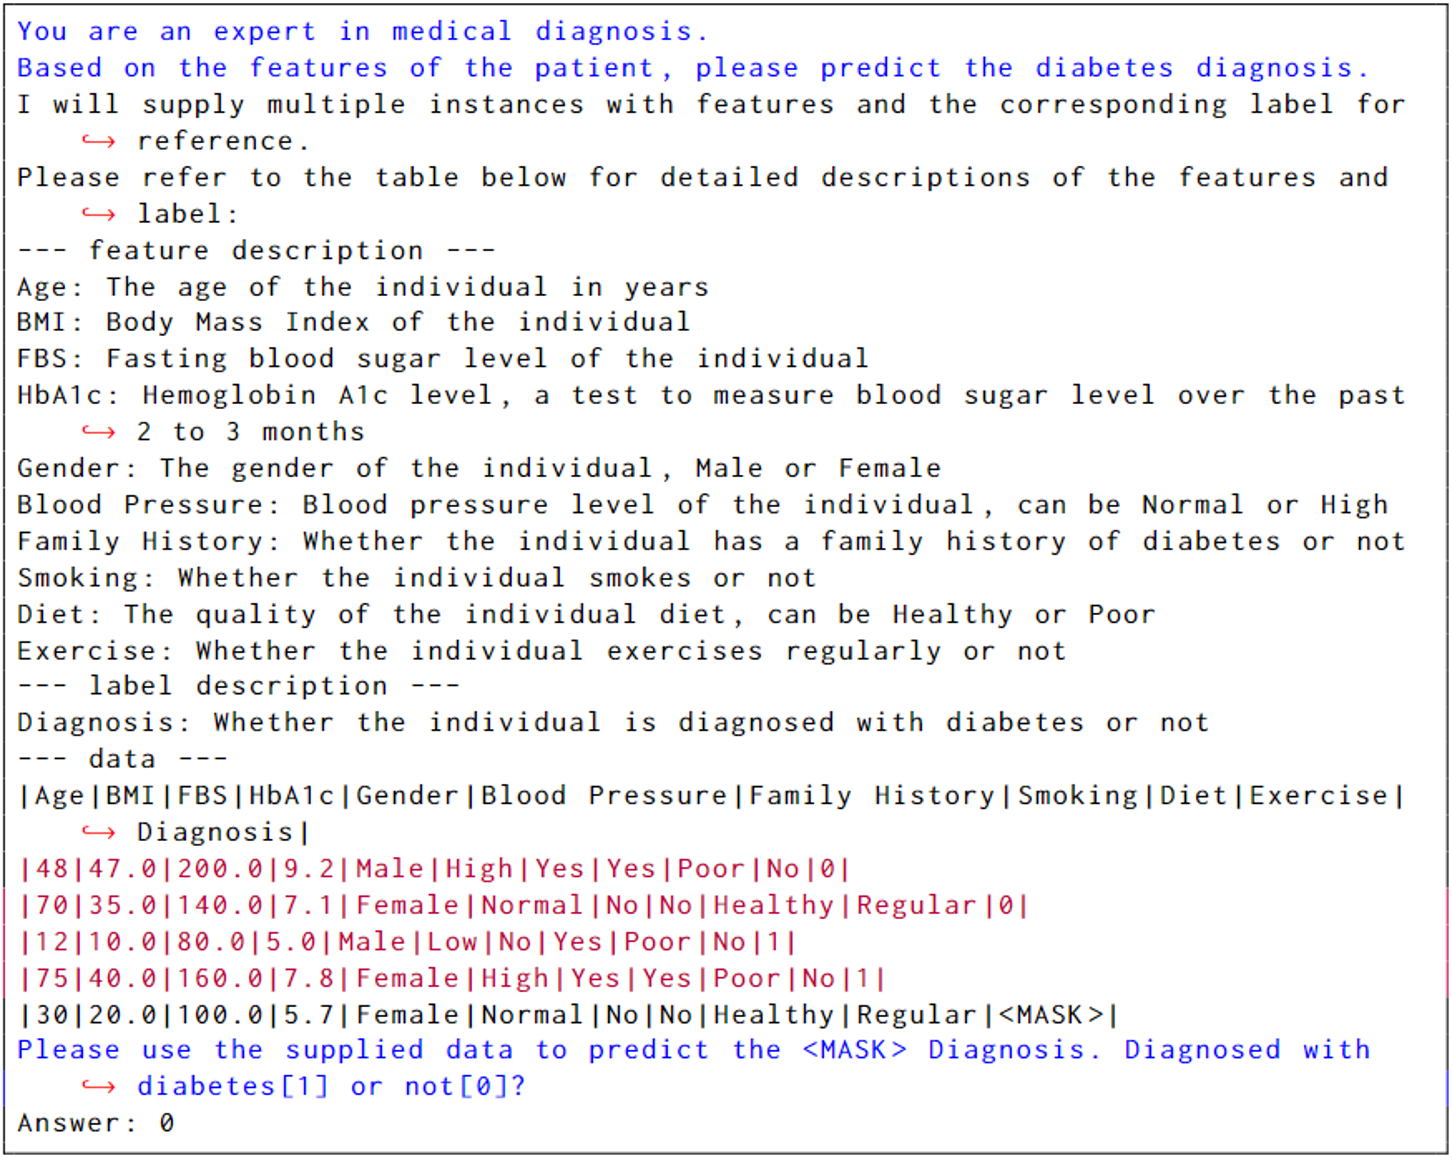 You are an expert in medical diagnosis.
Based on the features of the patient, please predict the diabetes diagnosis.
I will supply multiple instances with features and the corresponding label for
↪ reference.
Please refer to the table below for detailed descriptions of the features and
↪ label:
--- feature description ---
Age: The age of the individual in years
BMI: Body Mass Index of the individual
FBS: Fasting blood sugar level of the individual
HbA1c: Hemoglobin A1c level, a test to measure blood sugar level over the past
↪ 2 to 3 months
Gender: The gender of the individual, Male or Female
Blood Pressure: Blood pressure level of the individual, can be Normal or High
Family History: Whether the individual has a family history of diabetes or not
Smoking: Whether the individual smokes or not
Diet: The quality of the individual diet, can be Healthy or Poor
Exercise: Whether the individual exercises regularly or not
--- label description ---
Diagnosis: Whether the individual is diagnosed with diabetes or not
--- data ---
|Age|BMI|FBS|HbA1c|Gender|Blood Pressure|Family History|Smoking|Diet|Exercise|
↪ Diagnosis|
|48|47.0|200.0|9.2|Male|High|Yes|Yes|Poor|No|0|
|70|35.0|140.0|7.1|Female|Normal|No|No|Healthy|Regular|0|
|12|10.0|80.0|5.0|Male|Low|No|Yes|Poor|No|1|
|75|40.0|160.0|7.8|Female|High|Yes|Yes|Poor|No|1|
|30|20.0|100.0|5.7|Female|Normal|No|No|Healthy|Regular|<MASK>|
Please use the supplied data to predict the <MASK> Diagnosis. Diagnosed with
↪ diabetes[1] or not[0]?
Answer: 0